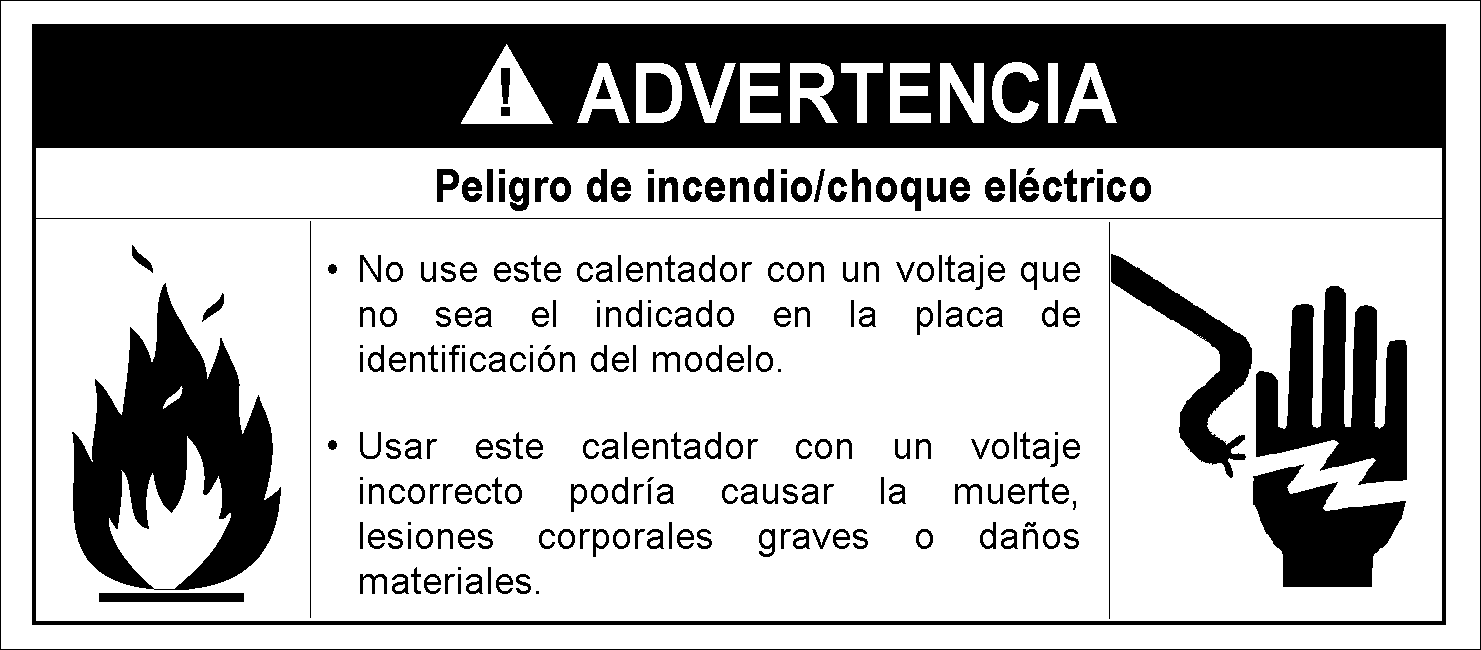 ADVERTENCIA
Peligro de incendio/choque eléctrico
• No use este calentador con un voltaje que
no sea el indicado en la placa de
identificación del modelo.
• Usar este calentador con un voltaje
incorrecto podría causar la muerte,
lesiones corporales graves o daños
materiales.